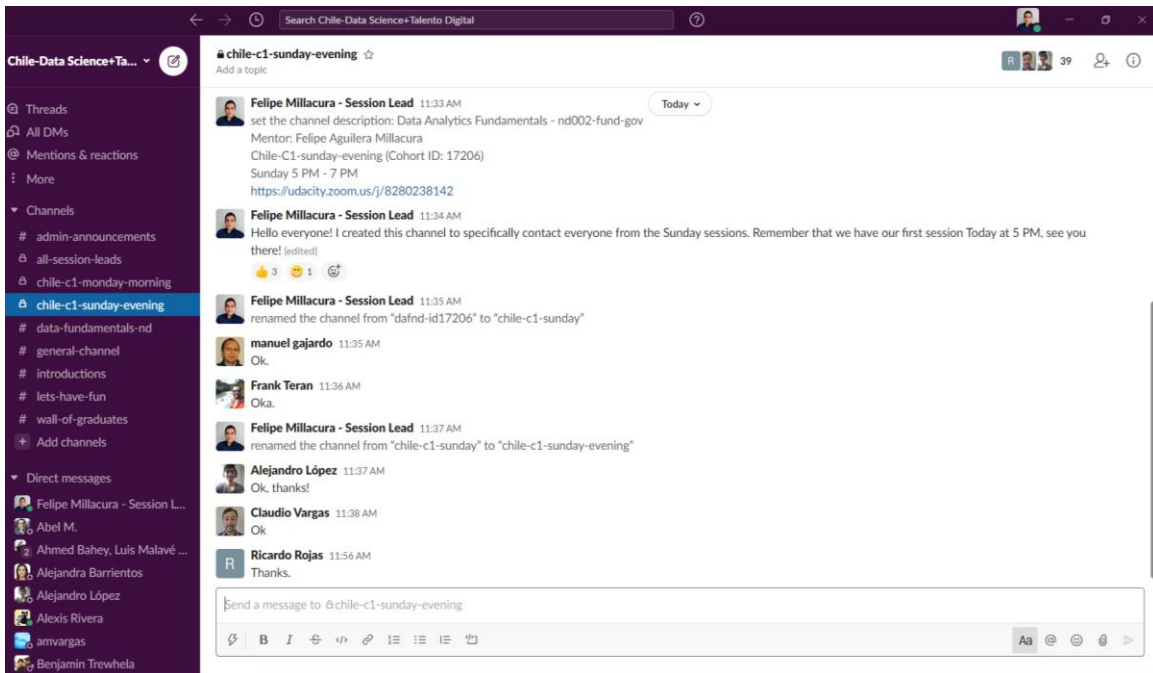 Search Chile-Data Science+Talento Digital
Chile-Data Science+Ta...
Threads
All DMs
Mentions & reactions
More
Channels
# admin-announcements
all-session-leads
chile-c1-monday-morning
chile-c1-sunday-evening
# data-fundamentals-nd
# general-channel
# introductions
# lets-have-fun
# wall-of-graduates
+ Add channels
Direct messages
Felipe Millacura - Session L...
Abel M.
2 Ahmed Bahey, Luis Malavé ...
Alejandra Barrientos
Alejandro López
Alexis Rivera
amvargas
Benjamin Trewhela
chile-c1-sunday-evening
Add a topic
R 39
Today
Felipe Millacura - Session Lead 11:33 AM
set the channel description: Data Analytics Fundamentals - nd002-fund-gov
Mentor: Felipe Aguilera Millacura
Chile-C1-sunday-evening (Cohort ID: 17206)
Sunday 5 PM - 7 PM
https://udacity.zoom.us/j/8280238142
Felipe Millacura - Session Lead 11:34 AM
Hello everyone! I created this channel to specifically contact everyone from the Sunday sessions. Remember that we have our first session Today at 5 PM, see you
there! (edited)
3 1
Felipe Millacura - Session Lead 11:35 AM
renamed the channel from "dafnd-id17206" to "chile-c1-sunday"
manuel gajardo 11:35 AM
Ok.
Frank Teran 11:36 AM
Oka.
Felipe Millacura - Session Lead 11:37 AM
renamed the channel from "chile-c1-sunday" to "chile-c1-sunday-evening"
Alejandro López 11:37 AM
Ok, thanks!
Claudio Vargas 11:38 AM
Ok
R
Ricardo Rojas 11:56 AM
Thanks.
Send a message to chile-c1-sunday-evening
B I S Aa @